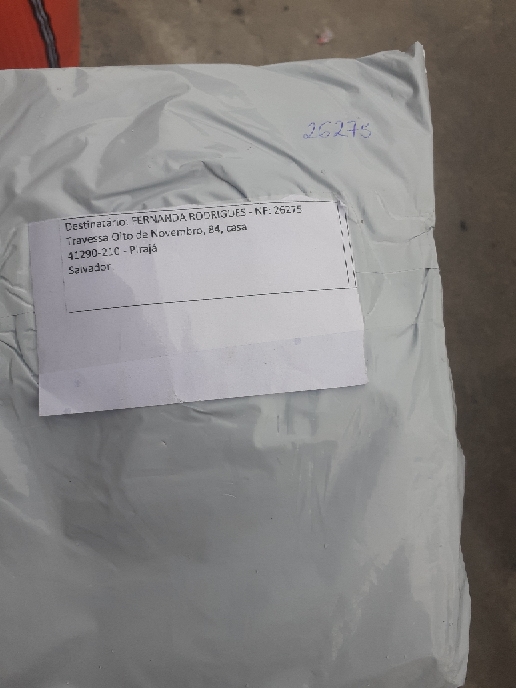 26275
Destinatário: FERNANDA RODRIGUES - NF: 26275
Travessa Oito de Novembro, 84, casa
41290-210 - Pirajá
Salvador